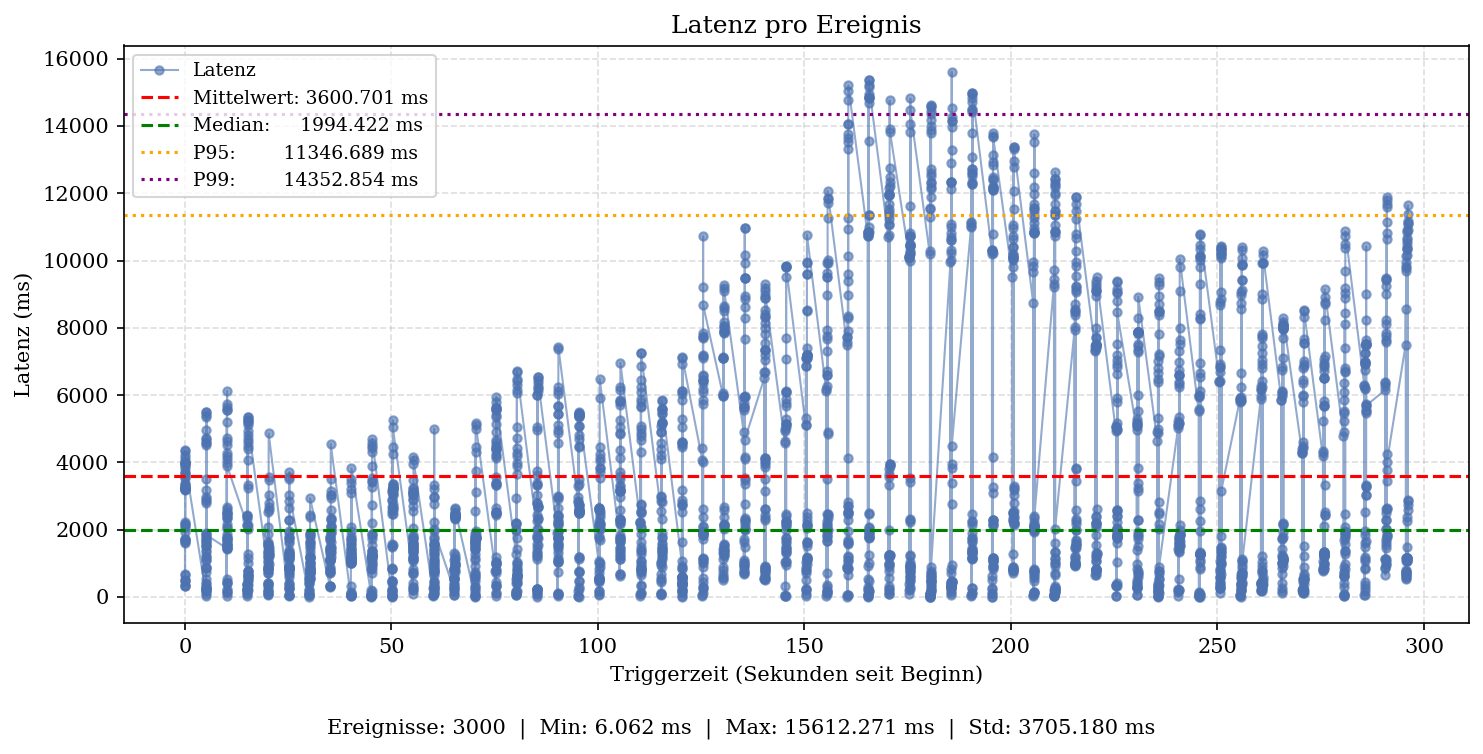 Latenz pro Ereignis
Latenz (ms)
16000
14000
12000
10000
8000
6000
4000
2000
0
Latenz
Mittelwert: 3600.701 ms
Median: 1994.422 ms
P95: 11346.689 ms
P99: 14352.854 ms
0 50 100 150 200 250 300
Triggerzeit (Sekunden seit Beginn)
Ereignisse: 3000 | Min: 6.062 ms | Max: 15612.271 ms | Std: 3705.180 ms